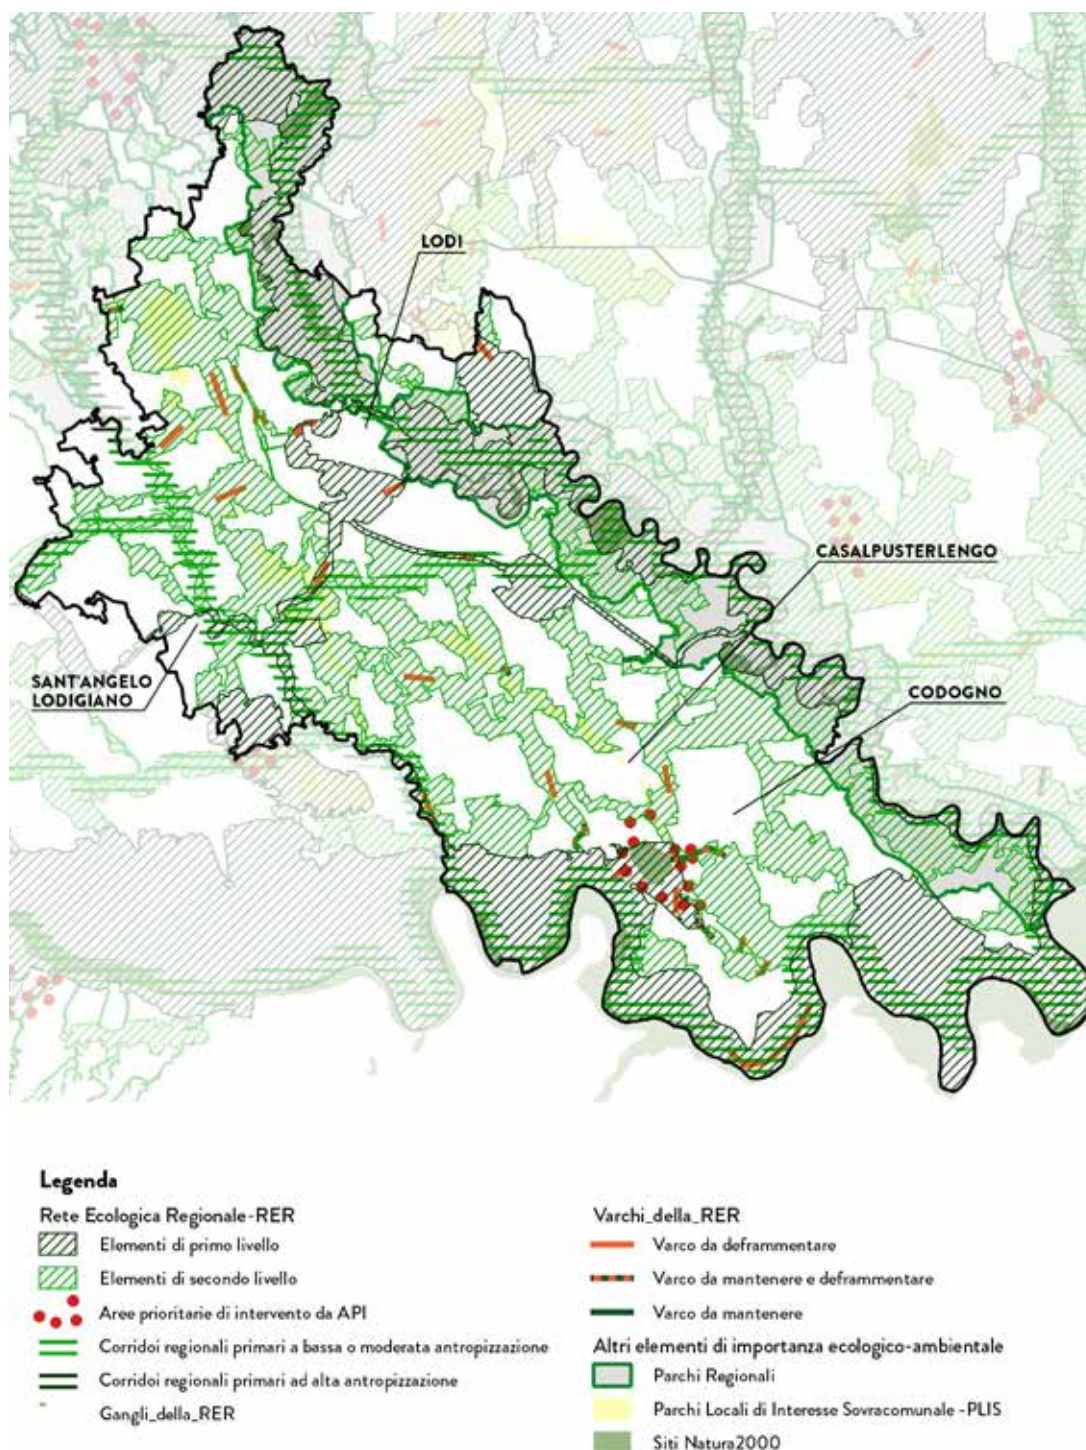 LODI
CASALPUSTERLENGO
SANT'ANGELO
LODIGIANO
CODOGNO
Legenda
Rete Ecologica Regionale-RER
Elementi di primo livello
Elementi di secondo livello
Aree prioritarie di intervento da API
Corridoi regionali primari a bassa o moderata antropizzazione
Corridoi regionali primari ad alta antropizzazione
Gangli_della_RER
Varchi_della_RER
Varco da deframmentare
Varco da mantenere e deframmentare
Varco da mantenere
Altri elementi di importanza ecologico-ambientale
Parchi Regionali
Parchi Locali di Interesse Sovracomunale -PLIS
Siti Natura2000